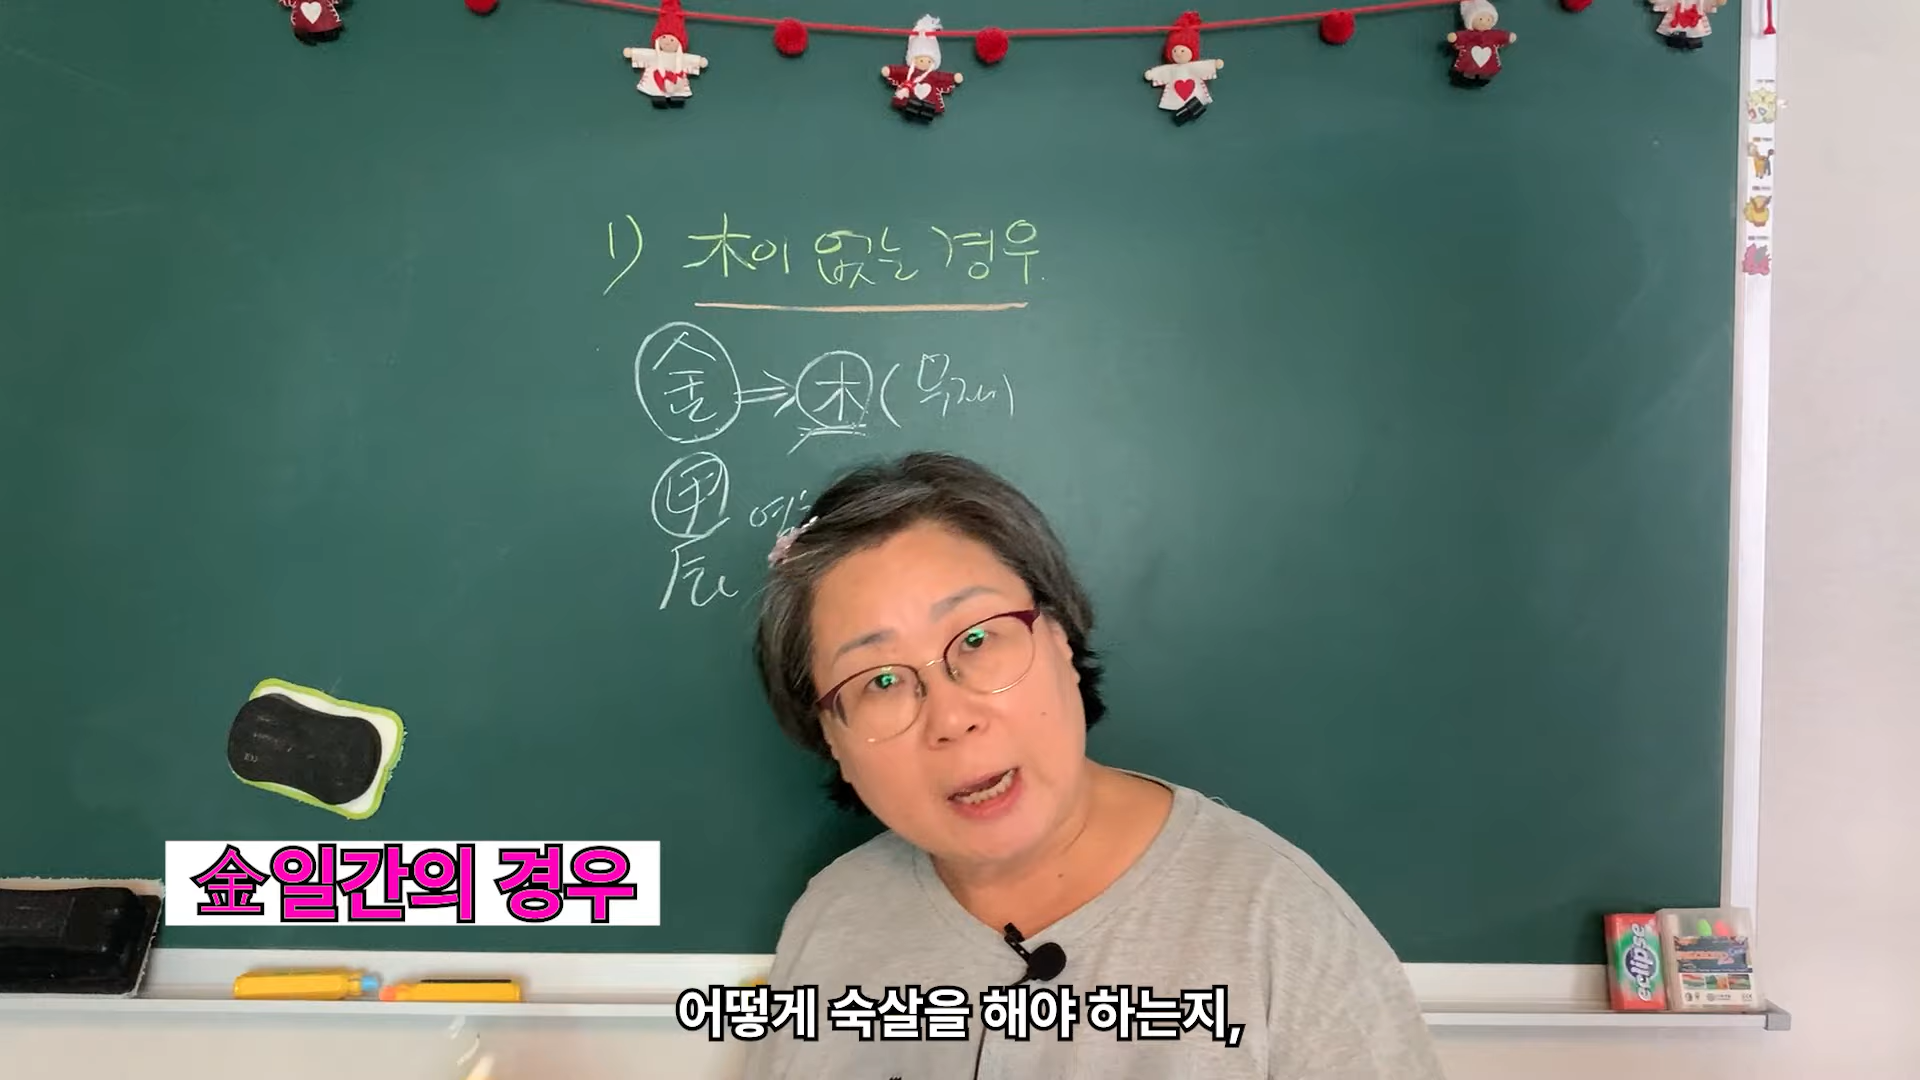 1) 木이 없는 경우.
金 ⇒ 木 (무재)
甲
辰
金일간의 경우
eclipse
어떻게 숙살을 해야 하는지,